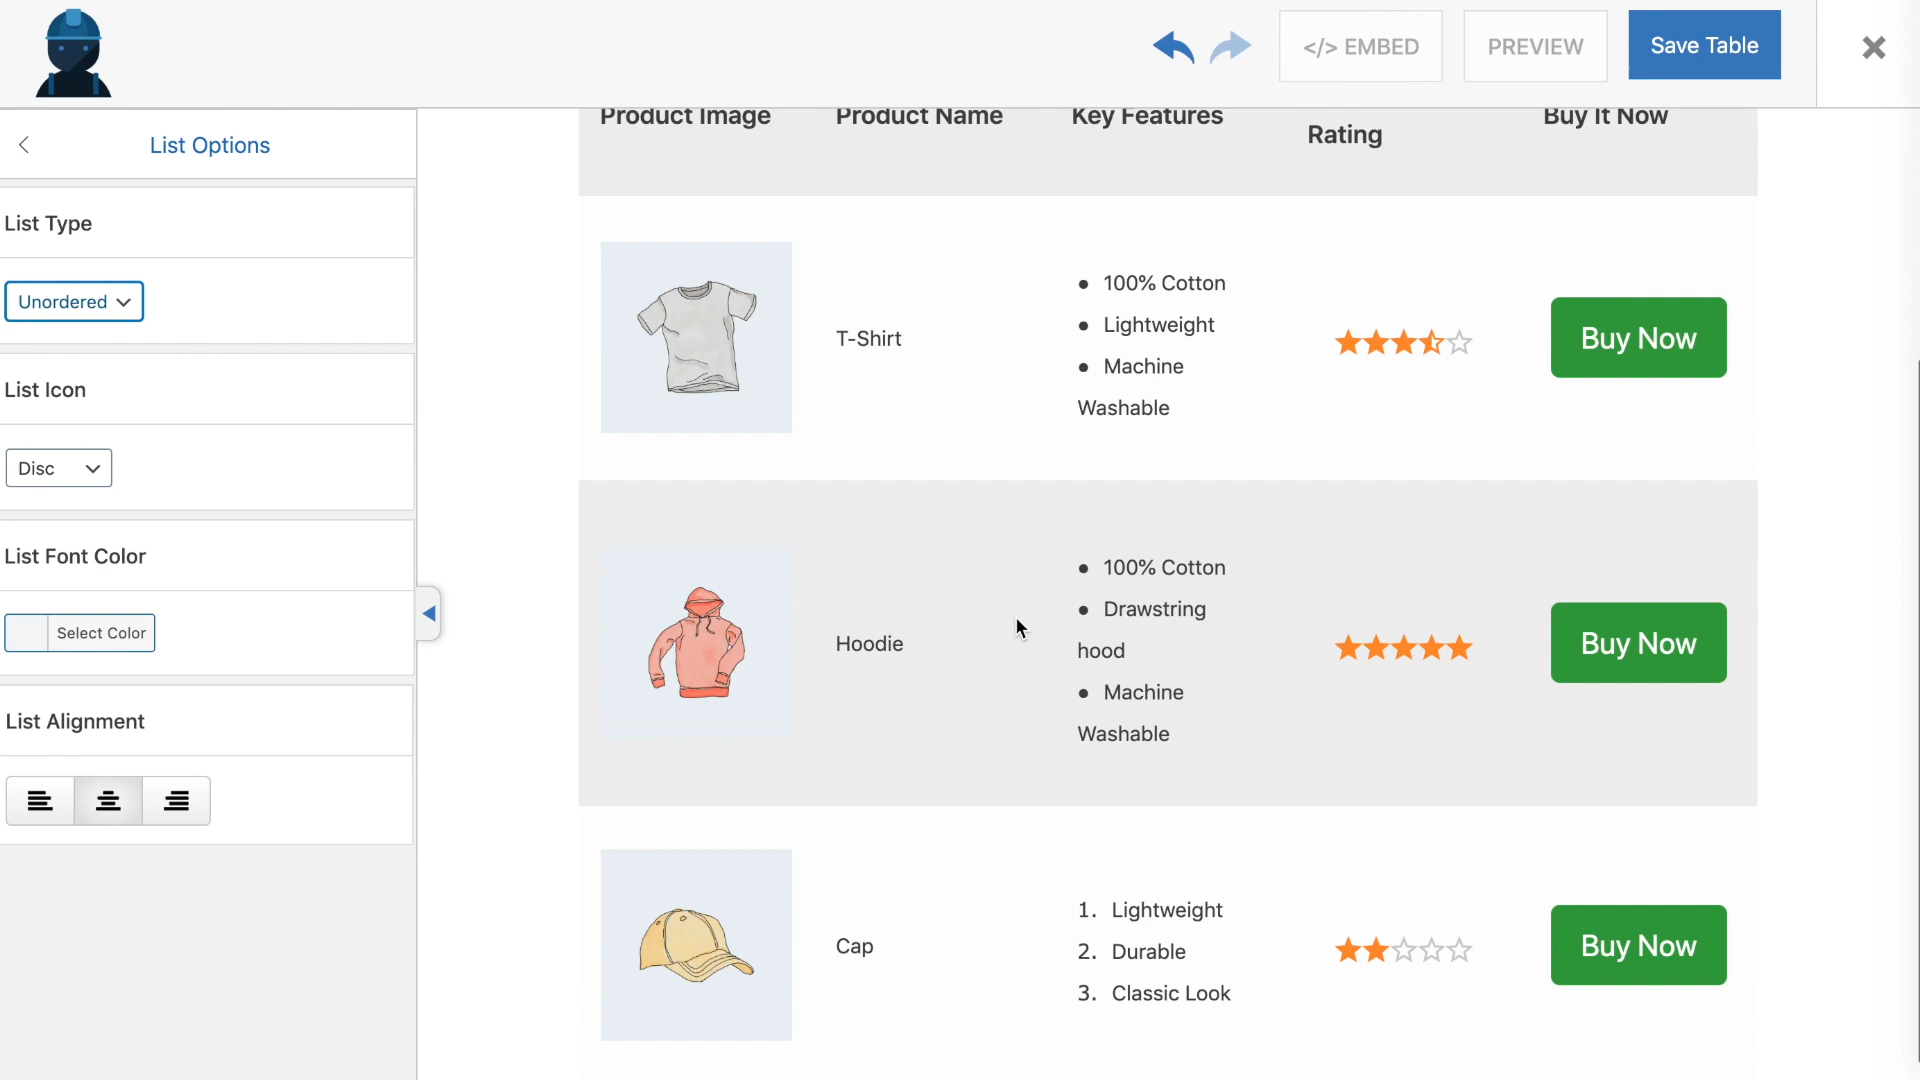 </> EMBED
PREVIEW
Save Table
List Options
List Type
Unordered
List Icon
Disc
List Font Color
Select Color
List Alignment
Product Image
Product Name
Key Features
Rating
Buy It Now
T-Shirt
100% Cotton
Lightweight
Machine
Washable
Buy Now
Hoodie
100% Cotton
Drawstring
hood
Machine
Washable
Buy Now
Cap
1. Lightweight
2. Durable
3. Classic Look
Buy Now